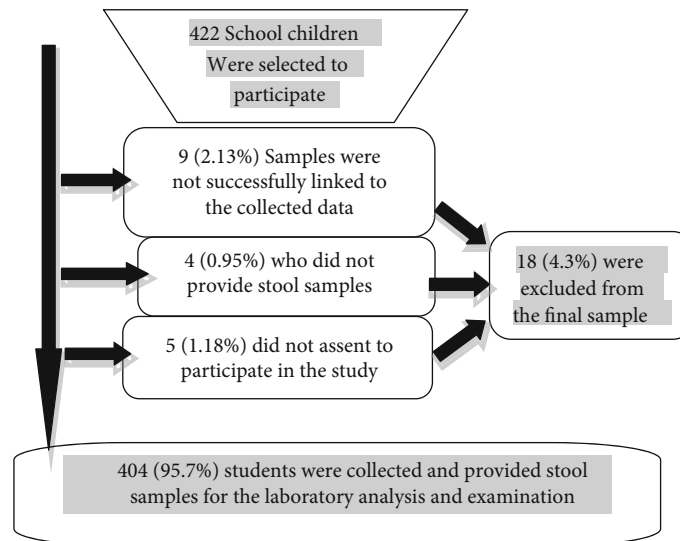 422 School children
Were selected to
participate
9 (2.13%) Samples were
not successfully linked to
the collected data
4 (0.95%) who did not
provide stool samples
5 (1.18%) did not assent to
participate in the study
18 (4.3%) were
excluded from
the final sample
404 (95.7%) students were collected and provided stool
samples for the laboratory analysis and examination